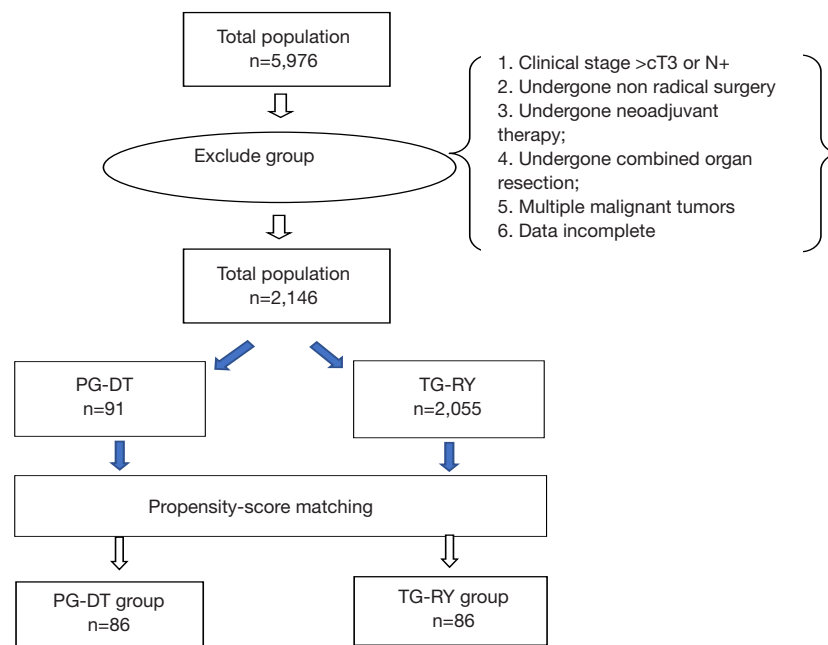 Total population
n=5,976
1. Clinical stage >cT3 or N+
2. Undergone non radical surgery
3. Undergone neoadjuvant
therapy;
4. Undergone combined organ
resection;
5. Multiple malignant tumors
6. Data incomplete
Exclude group
Total population
n=2,146
PG-DT
n=91
TG-RY
n=2,055
Propensity-score matching
PG-DT group
n=86
TG-RY group
n=86